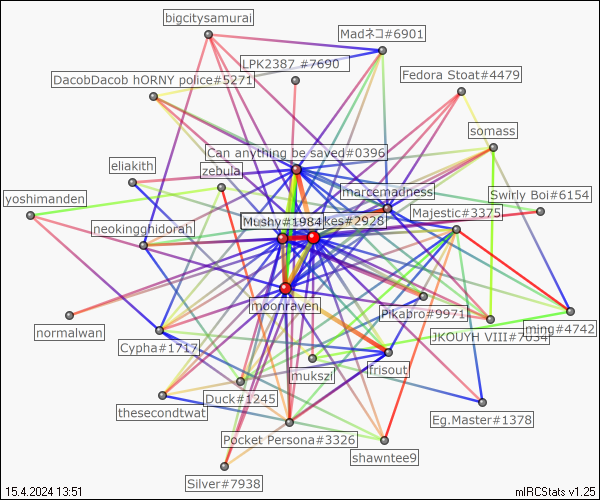 bigcitysamurai
Madネコ#6901
LPK2387 #7690
DacobDacob hORNY police#5271
Fedora Stoat#4479
somass
Can anything be saved#0396
eliakith
zebula
marcemadness
Swirly Boi#6154
yoshimanden
Mushy#1984
kes#2928
Majestic#3375
neokingghidorah
moonraven
Pikabro#9971
normalwan
ming#4742
JKOUYH VIII#7034
Cypha#1717
frisout
mukszi
Duck#1245
thesecondtwat
Eg.Master#1378
Pocket Persona#3326
shawntee9
Silver#7938
15.4.2024 13:51
mIRCStats v1.25